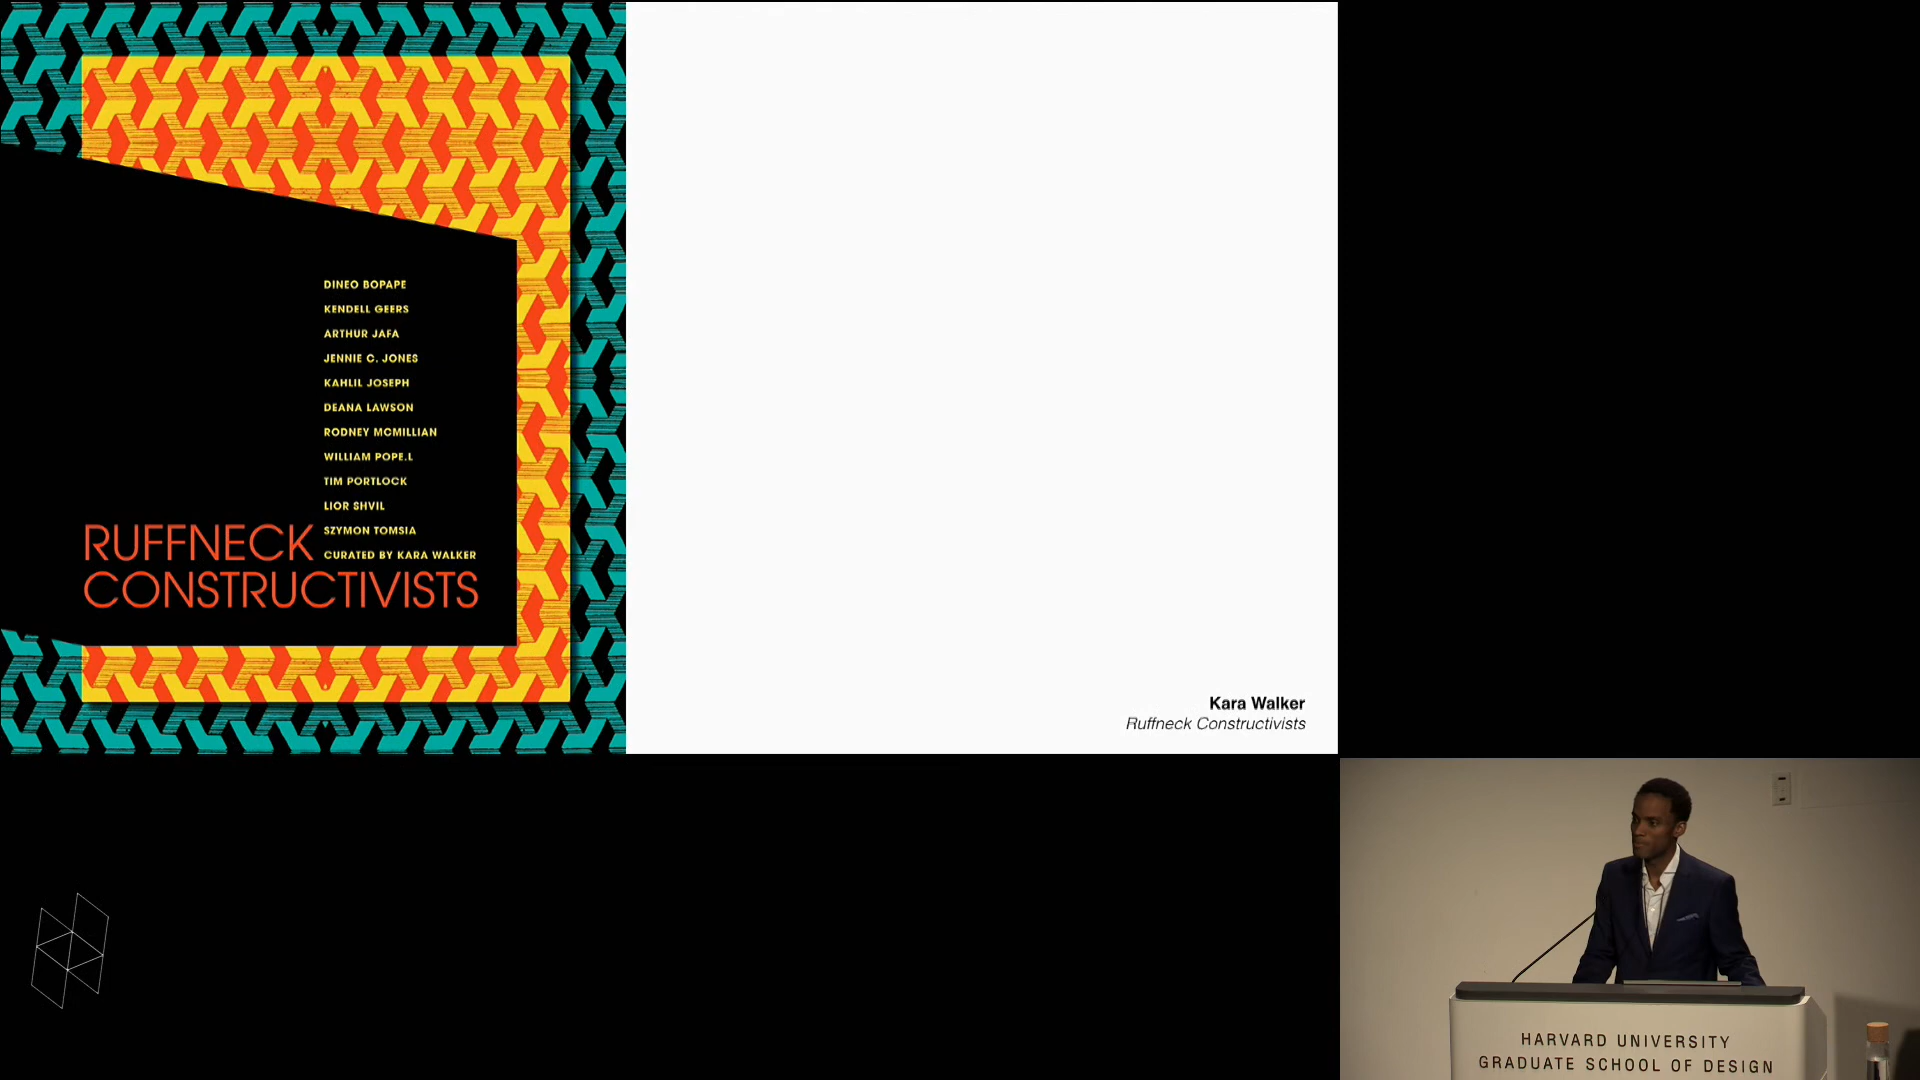 DINEO BOPAPE
KENDELL GEERS
ARTHUR JAFA
JENNIE C. JONES
KAHLIL JOSEPH
DEANA LAWSON
RODNEY MCMILLIAN
WILLIAM POPE.L
TIM PORTLOCK
LIOR SHVIL
SZYMON TOMSIA
CURATED BY KARA WALKER
RUFFNECK
CONSTRUCTIVISTS
Kara Walker
Ruffneck Constructivists
HARVARD UNIVERSITY
GRADUATE SCHOOL OF DESIGN